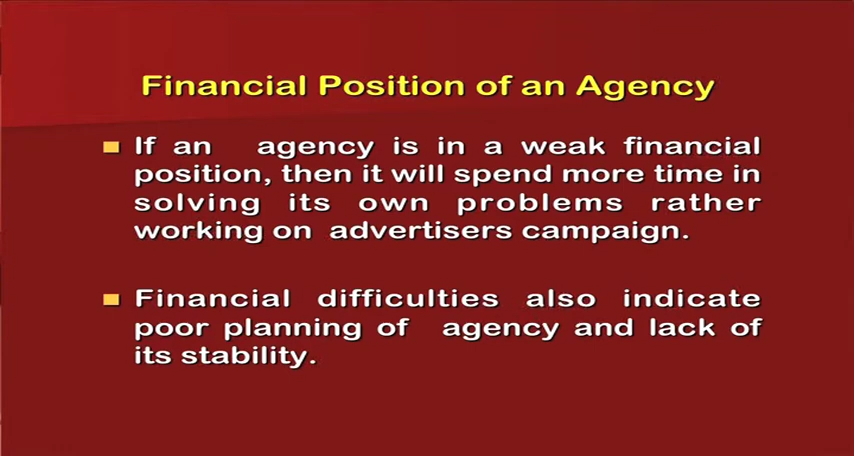 Financial Position of an Agency
If an agency is in a weak financial
position, then it will spend more time in
solving its own problems rather
working on advertisers campaign.
Financial difficulties also indicate
poor planning of agency and lack of
its stability.